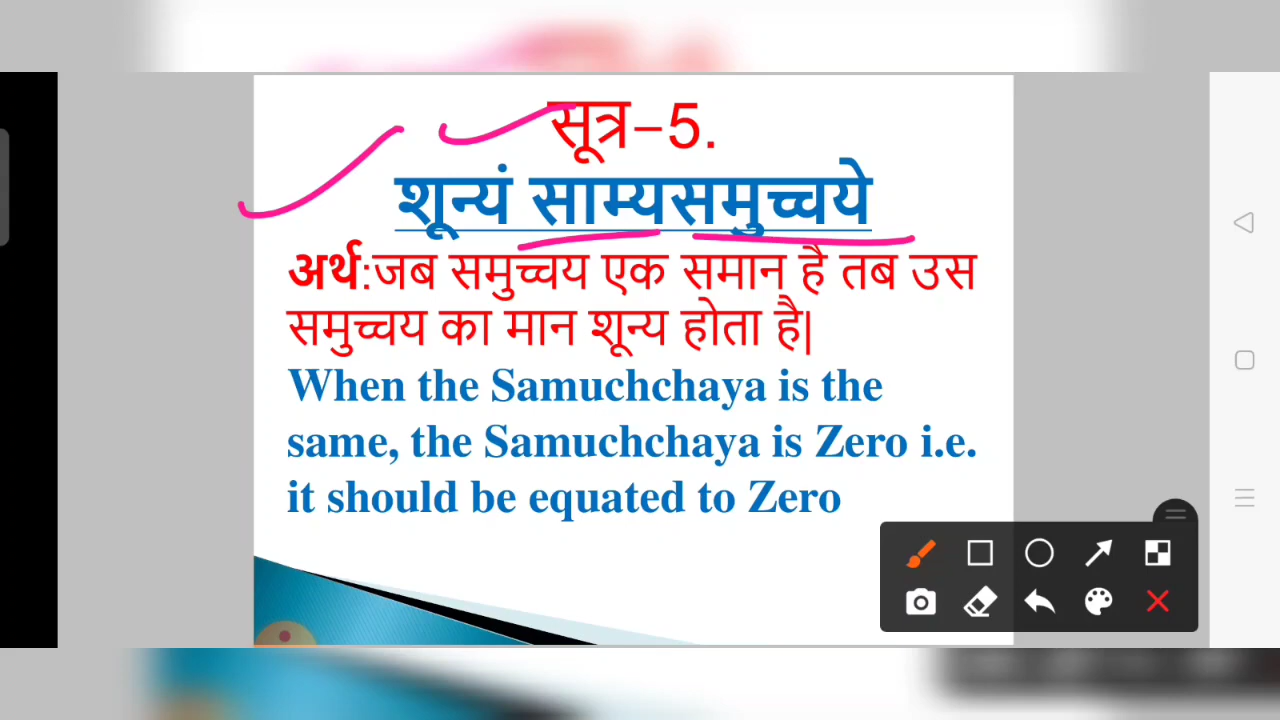 सूत्र–5.
शून्यं साम्यसमुच्चये
अर्थ:जब समुच्चय एक समान है तब उस
समुच्चय का मान शून्य होता है|
When the Samuchchaya is the
same, the Samuchchaya is Zero i.e.
it should be equated to Zero